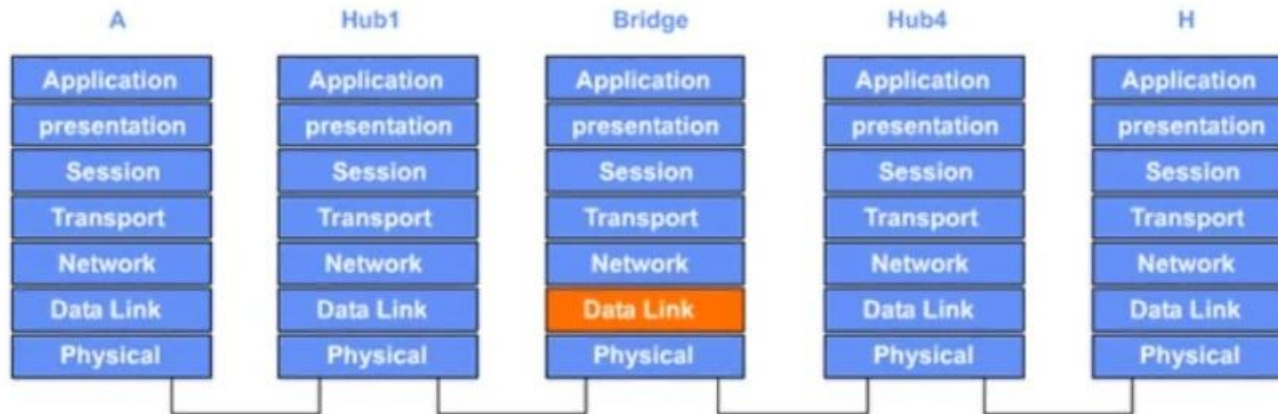 A Hub1 Bridge Hub4 H
Application Application Application Application Application
presentation presentation presentation presentation presentation
Session Session Session Session Session
Transport Transport Transport Transport Transport
Network Network Network Network Network
Data Link Data Link Data Link Data Link Data Link
Physical Physical Physical Physical Physical